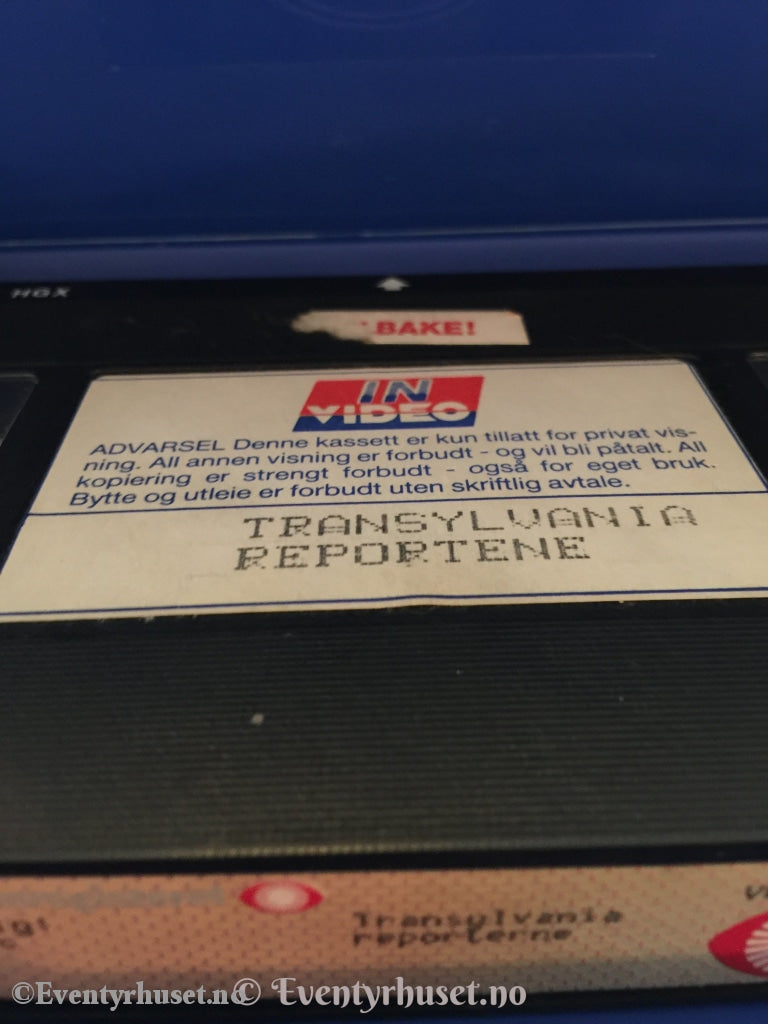 HGX
BAKE!
IN
VIDEO
ADVARSEL Denne kassett er kun tillatt for privat vis-
ning. All annen visning er forbudt - og vil bli påtalt. All
kopiering er strengt forbudt - også for eget bruk.
Bytte og utleie er forbudt uten skriftlig avtale.
TRANSYLVANIA
REPORTENE
Transylvania
reporterne
©Eventyrhuset.no
© Eventyrhuset.no